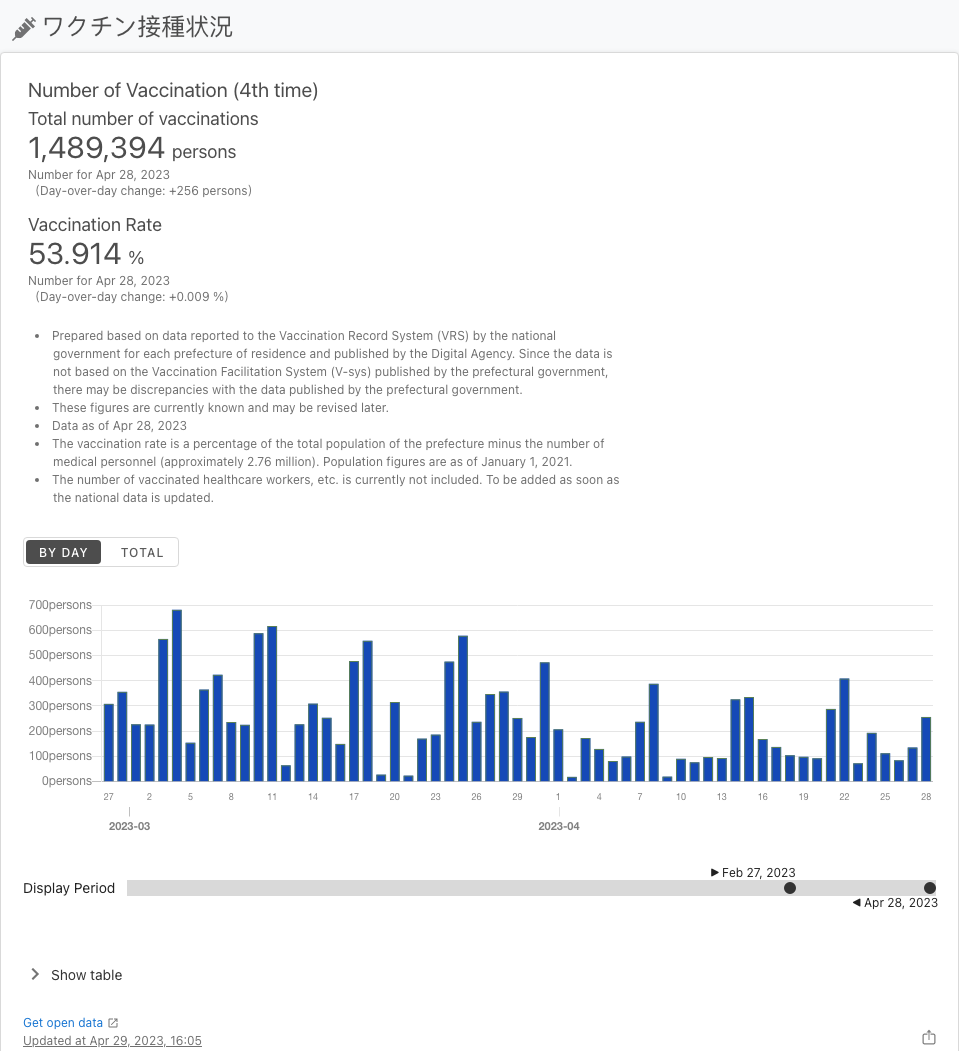 ワクチン接種状況
Number of Vaccination (4th time)
Total number of vaccinations
1,489,394 persons
Number for Apr 28, 2023
(Day-over-day change: +256 persons)
Vaccination Rate
53.914 %
Number for Apr 28, 2023
(Day-over-day change: +0.009 %)
• Prepared based on data reported to the Vaccination Record System (VRS) by the national
government for each prefecture of residence and published by the Digital Agency. Since the data is
not based on the Vaccination Facilitation System (V-sys) published by the prefectural government,
there may be discrepancies with the data published by the prefectural government.
• These figures are currently known and may be revised later.
• Data as of Apr 28, 2023
• The vaccination rate is a percentage of the total population of the prefecture minus the number of
medical personnel (approximately 2.76 million). Population figures are as of January 1, 2021.
• The number of vaccinated healthcare workers, etc. is currently not included. To be added as soon as
the national data is updated.
BY DAY TOTAL
700persons
600persons
500persons
400persons
300persons
200persons
100persons
0persons
27 2 5 8 11 14 17 20 23 26 29 1 4 7 10 13 16 19 22 25 28
2023-03 2023-04
Feb 27, 2023
Display Period
Apr 28, 2023
Show table
Get open data
Updated at Apr 29, 2023, 16:05